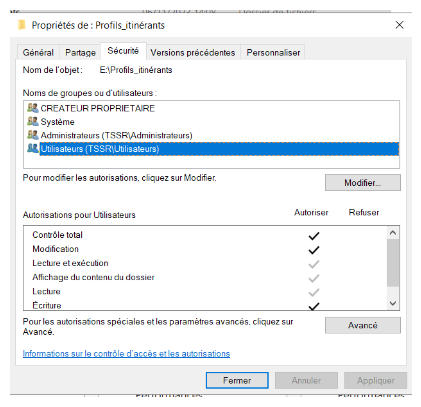 Propriétés de : Profils_itinérants
Général Partage Sécurité Versions précédentes Personnaliser
Nom de l'objet : E:\Profils_itinérants
Noms de groupes ou d'utilisateurs :
CREATEUR PROPRIETAIRE
Système
Administrateurs (TSSR\Administrateurs)
Utilisateurs (TSSR\Utilisateurs)
Pour modifier les autorisations, cliquez sur Modifier.
Modifier...
Autorisations pour Utilisateurs Autoriser Refuser
Contrôle total
Modification
Lecture et exécution
Affichage du contenu du dossier
Lecture
Écriture
Pour les autorisations spéciales et les paramètres avancés, cliquez sur
Avancé.
Avancé
Informations sur le contrôle d'accès et les autorisations
Fermer Annuler Appliquer